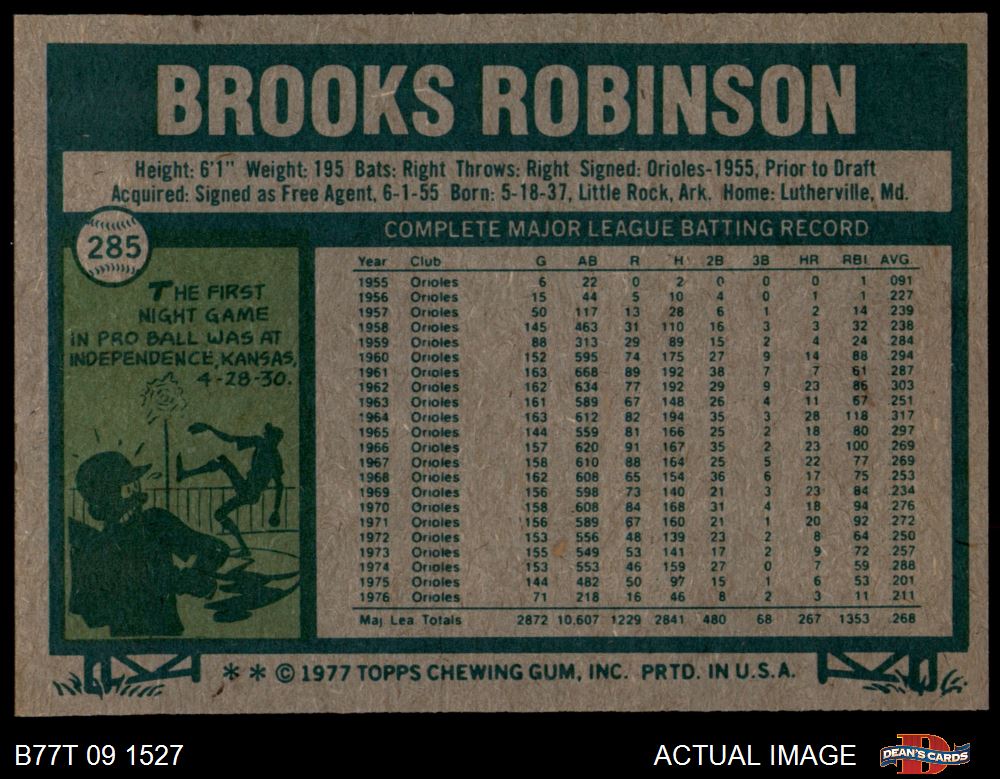 BROOKS ROBINSON
Height: 6'1" Weight: 195 Bats: Right Throws: Right Signed: Orioles-1955, Prior to Draft
Acquired: Signed as Free Agent, 6-1-55 Born: 5-18-37, Little Rock, Ark. Home: Lutherville, Md.
285
THE FIRST
NIGHT GAME
IN PRO BALL WAS AT
INDEPENDENCE, KANSAS,
4-28-30.
COMPLETE MAJOR LEAGUE BATTING RECORD
Year Club G AB R H 2B 3B HR RBI AVG.
1955 Orioles 6 22 0 2 0 0 0 1 .091
1956 Orioles 15 44 5 10 4 0 1 1 .227
1957 Orioles 50 117 13 28 6 1 2 14 .239
1958 Orioles 145 463 31 110 16 3 3 32 .238
1959 Orioles 88 313 29 89 15 2 4 24 .284
1960 Orioles 152 595 74 175 27 9 14 88 .294
1961 Orioles 163 668 89 192 38 7 7 61 .287
1962 Orioles 162 634 77 192 29 9 23 86 .303
1963 Orioles 161 589 67 148 26 4 11 67 .251
1964 Orioles 163 612 82 194 35 3 28 118 .317
1965 Orioles 144 559 81 166 25 2 18 80 .297
1966 Orioles 157 620 91 167 35 2 23 100 .269
1967 Orioles 158 610 88 164 25 5 22 77 .269
1968 Orioles 162 608 65 154 36 6 17 75 .253
1969 Orioles 156 598 73 140 21 3 23 84 .234
1970 Orioles 158 608 84 168 31 4 18 94 .276
1971 Orioles 156 589 67 160 21 1 20 92 .272
1972 Orioles 153 556 48 139 23 2 8 64 .250
1973 Orioles 155 549 53 141 17 2 9 72 .257
1974 Orioles 153 553 46 159 27 0 7 59 .288
1975 Orioles 144 482 50 97 15 1 6 53 .201
1976 Orioles 71 218 16 46 8 2 3 11 .211
Maj. Lea. Totals 2872 10,607 1229 2841 480 68 267 1353 .268
** © 1977 TOPPS CHEWING GUM, INC. PRTD. IN U.S.A.
B77T 09 1527
ACTUAL IMAGE
DEAN'S CARDS